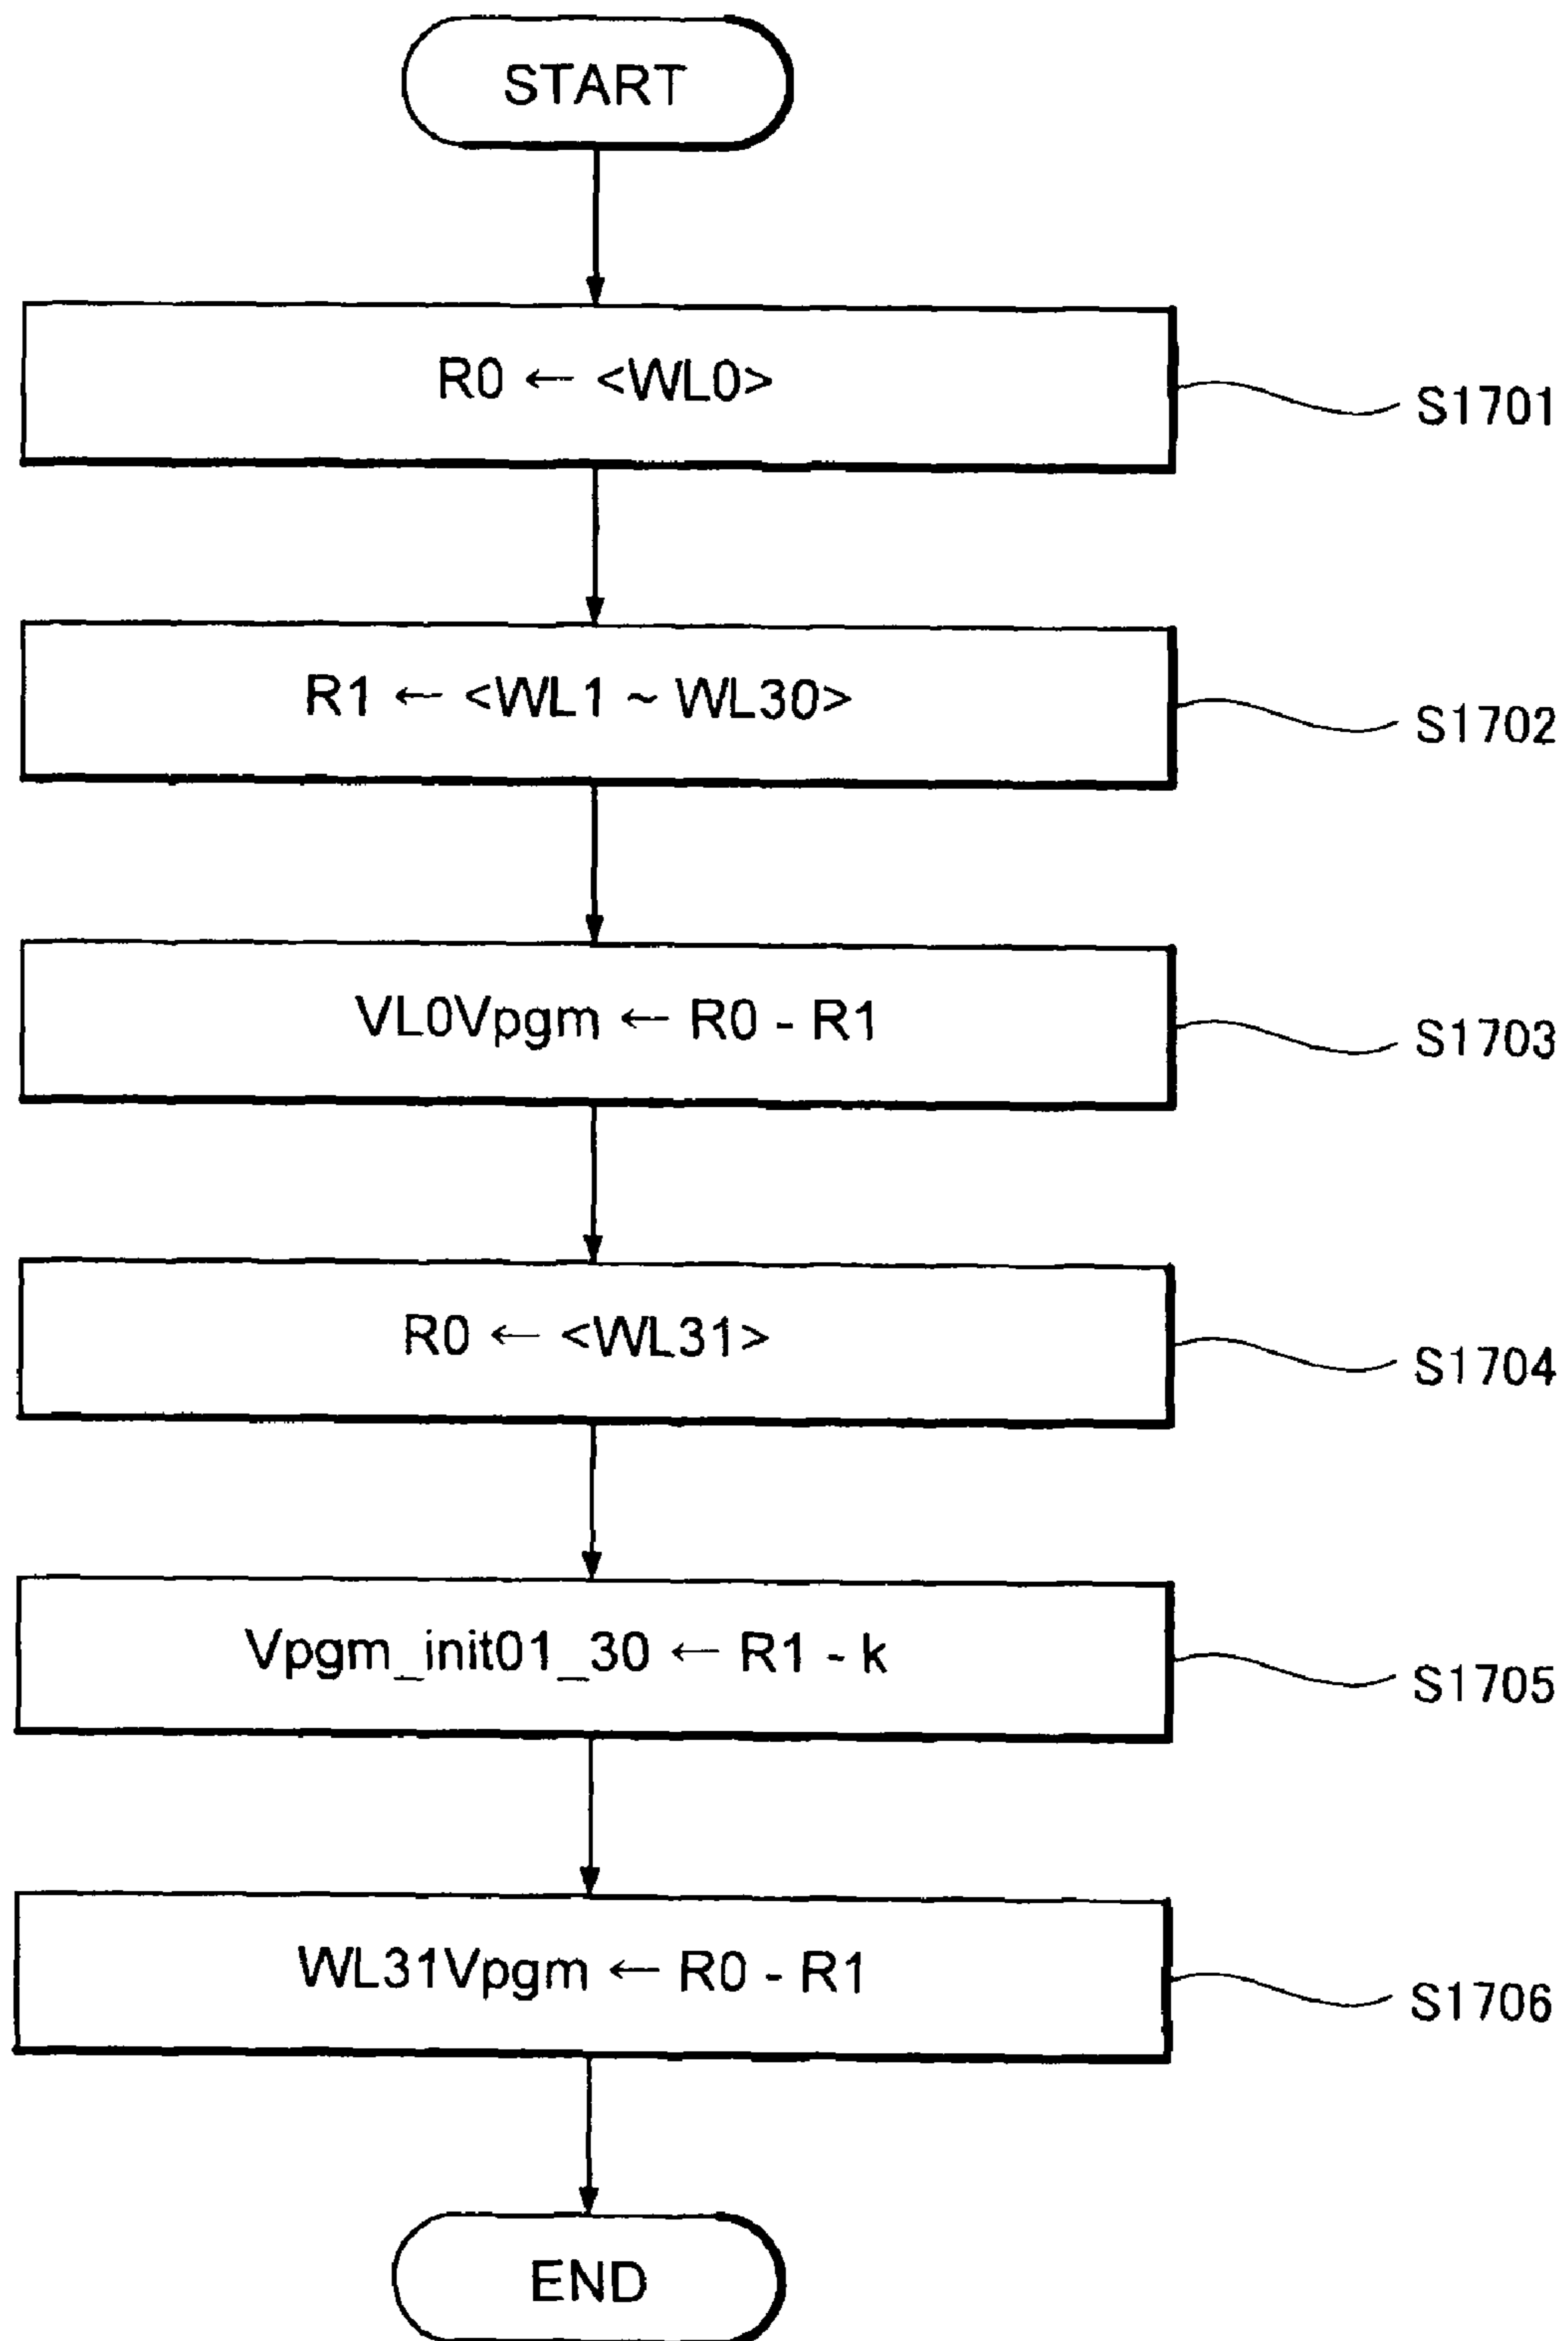 START
R0 ← <WL0>
S1701
R1 ← <WL1 ~ WL30>
S1702
VL0Vpgm ← R0 - R1
S1703
R0 ← <WL31>
S1704
Vpgm_init01_30 ← R1 - k
S1705
WL31Vpgm ← R0 - R1
S1706
END